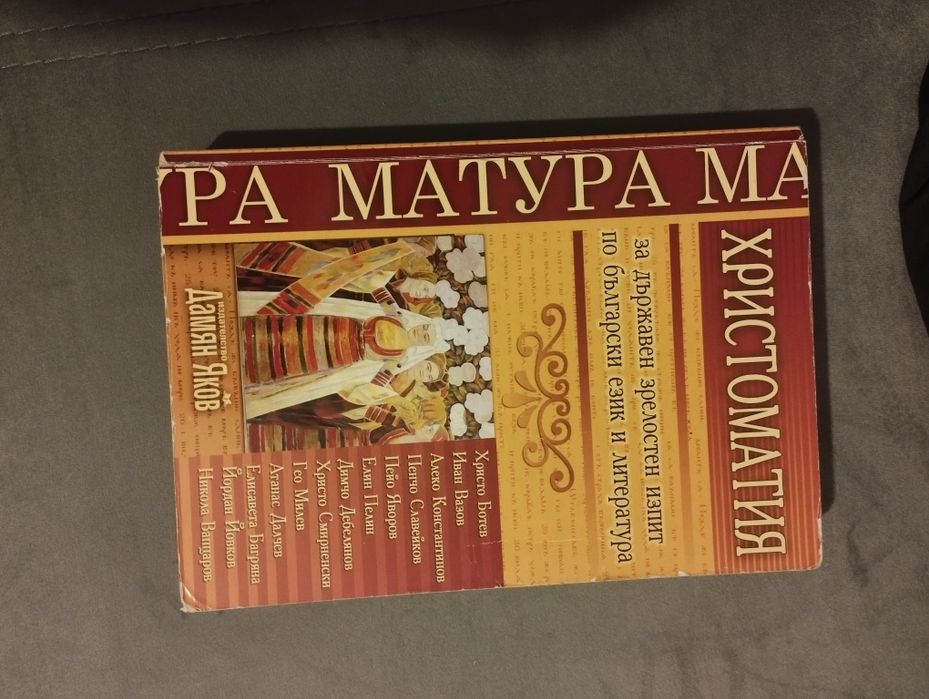 УРА МАТУРА МА
ХРИСТОМАТИЯ
за държавен зрелостен изпит
по български език и литература
Христо Ботев
Иван Вазов
Алеко Константинов
Пенчо Славейков
Пейо Яворов
Елин Пелин
Димчо Дебелянов
Христо Смирненски
Гео Милев
Атанас Далчев
Елисавета Багряна
Йордан Йовков
Никола Вапцаров
издателство
Дамян Яков